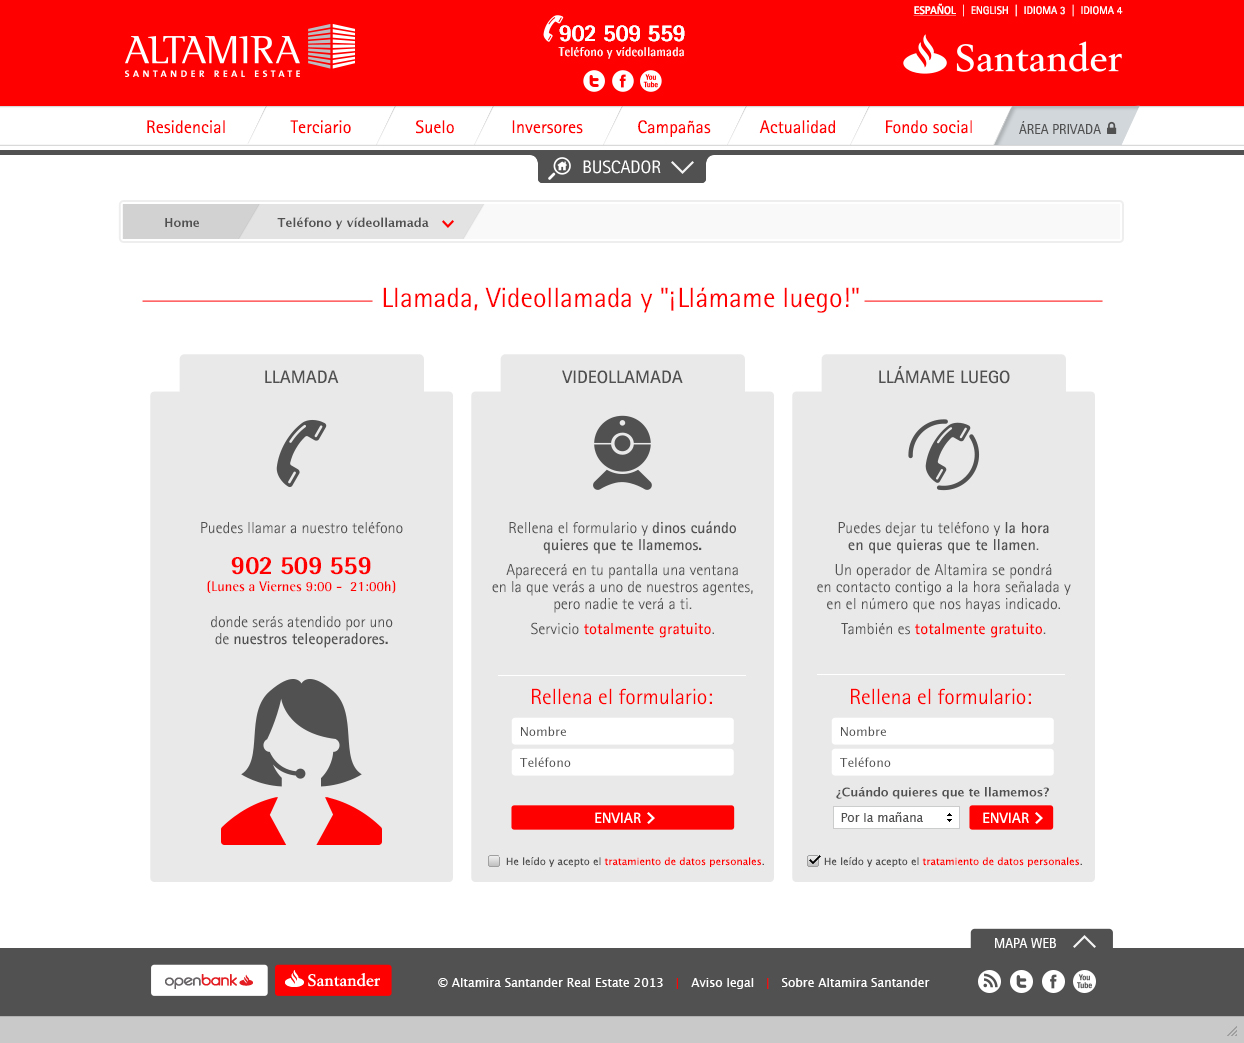 ESPAÑOL | ENGLISH | IDIOMA 3 | IDIOMA 4
ALTAMIRA
SANTANDER REAL ESTATE
902 509 559
Teléfono y vídeollamada
You
Tube
Santander
Residencial
Terciario
Suelo
Inversores
Campañas
Actualidad
Fondo social
ÁREA PRIVADA
BUSCADOR
Home
Teléfono y vídeollamada
Llamada, Videollamada y "¡Llámame luego!"
LLAMADA
Puedes llamar a nuestro teléfono
902 509 559
(Lunes a Viernes 9:00 - 21:00h)
donde serás atendido por uno
de nuestros teleoperadores.
VIDEOLLAMADA
Rellena el formulario y dinos cuándo
quieres que te llamemos.
Aparecerá en tu pantalla una ventana
en la que verás a uno de nuestros agentes,
pero nadie te verá a ti.
Servicio totalmente gratuito.
Rellena el formulario:
Nombre
Teléfono
ENVIAR
He leído y acepto el tratamiento de datos personales.
LLÁMAME LUEGO
Puedes dejar tu teléfono y la hora
en que quieras que te llamen.
Un operador de Altamira se pondrá
en contacto contigo a la hora señalada y
en el número que nos hayas indicado.
También es totalmente gratuito.
Rellena el formulario:
Nombre
Teléfono
¿Cuándo quieres que te llamemos?
Por la mañana
ENVIAR
He leído y acepto el tratamiento de datos personales.
MAPA WEB
openbank
Santander
© Altamira Santander Real Estate 2013 | Aviso legal | Sobre Altamira Santander
You
Tube